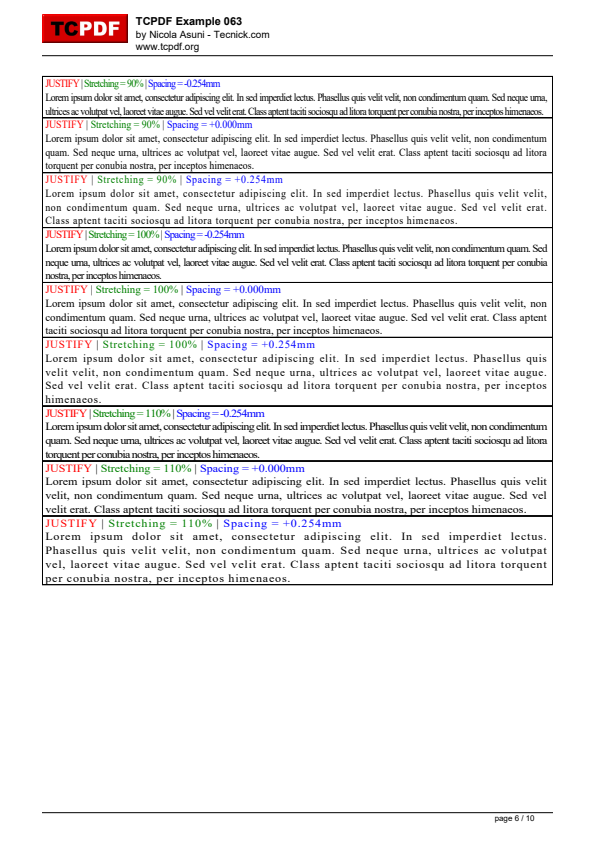 TCPDF
TCPDF Example 063
by Nicola Asuni - Tecnick.com
www.tcpdf.org
JUSTIFY | Stretching = 90% | Spacing = -0.254mm
Lorem ipsum dolor sit amet, consectetur adipiscing elit. In sed imperdiet lectus. Phasellus quis velit velit, non condimentum quam. Sed neque urna,
ultrices ac volutpat vel, laoreet vitae augue. Sed vel velit erat. Class aptent taciti sociosqu ad litora torquent per conubia nostra, per inceptos himenaeos.
JUSTIFY | Stretching = 90% | Spacing = +0.000mm
Lorem ipsum dolor sit amet, consectetur adipiscing elit. In sed imperdiet lectus. Phasellus quis velit velit, non condimentum
quam. Sed neque urna, ultrices ac volutpat vel, laoreet vitae augue. Sed vel velit erat. Class aptent taciti sociosqu ad litora
torquent per conubia nostra, per inceptos himenaeos.
JUSTIFY | Stretching = 90% | Spacing = +0.254mm
Lorem ipsum dolor sit amet, consectetur adipiscing elit. In sed imperdiet lectus. Phasellus quis velit velit,
non condimentum quam. Sed neque urna, ultrices ac volutpat vel, laoreet vitae augue. Sed vel velit erat.
Class aptent taciti sociosqu ad litora torquent per conubia nostra, per inceptos himenaeos.
JUSTIFY | Stretching = 100% | Spacing = -0.254mm
Lorem ipsum dolor sit amet, consectetur adipiscing elit. In sed imperdiet lectus. Phasellus quis velit velit, non condimentum quam. Sed
neque urna, ultrices ac volutpat vel, laoreet vitae augue. Sed vel velit erat. Class aptent taciti sociosqu ad litora torquent per conubia
nostra, per inceptos himenaeos.
JUSTIFY | Stretching = 100% | Spacing = +0.000mm
Lorem ipsum dolor sit amet, consectetur adipiscing elit. In sed imperdiet lectus. Phasellus quis velit velit, non
condimentum quam. Sed neque urna, ultrices ac volutpat vel, laoreet vitae augue. Sed vel velit erat. Class aptent
taciti sociosqu ad litora torquent per conubia nostra, per inceptos himenaeos.
JUSTIFY | Stretching = 100% | Spacing = +0.254mm
Lorem ipsum dolor sit amet, consectetur adipiscing elit. In sed imperdiet lectus. Phasellus quis
velit velit, non condimentum quam. Sed neque urna, ultrices ac volutpat vel, laoreet vitae augue.
Sed vel velit erat. Class aptent taciti sociosqu ad litora torquent per conubia nostra, per inceptos
himenaeos.
JUSTIFY | Stretching = 110% | Spacing = -0.254mm
Lorem ipsum dolor sit amet, consectetur adipiscing elit. In sed imperdiet lectus. Phasellus quis velit velit, non condimentum
quam. Sed neque urna, ultrices ac volutpat vel, laoreet vitae augue. Sed vel velit erat. Class aptent taciti sociosqu ad litora
torquent per conubia nostra, per inceptos himenaeos.
JUSTIFY | Stretching = 110% | Spacing = +0.000mm
Lorem ipsum dolor sit amet, consectetur adipiscing elit. In sed imperdiet lectus. Phasellus quis velit
velit, non condimentum quam. Sed neque urna, ultrices ac volutpat vel, laoreet vitae augue. Sed vel
velit erat. Class aptent taciti sociosqu ad litora torquent per conubia nostra, per inceptos himenaeos.
JUSTIFY | Stretching = 110% | Spacing = +0.254mm
Lorem ipsum dolor sit amet, consectetur adipiscing elit. In sed imperdiet lectus.
Phasellus quis velit velit, non condimentum quam. Sed neque urna, ultrices ac volutpat
vel, laoreet vitae augue. Sed vel velit erat. Class aptent taciti sociosqu ad litora torquent
per conubia nostra, per inceptos himenaeos.
page 6 / 10